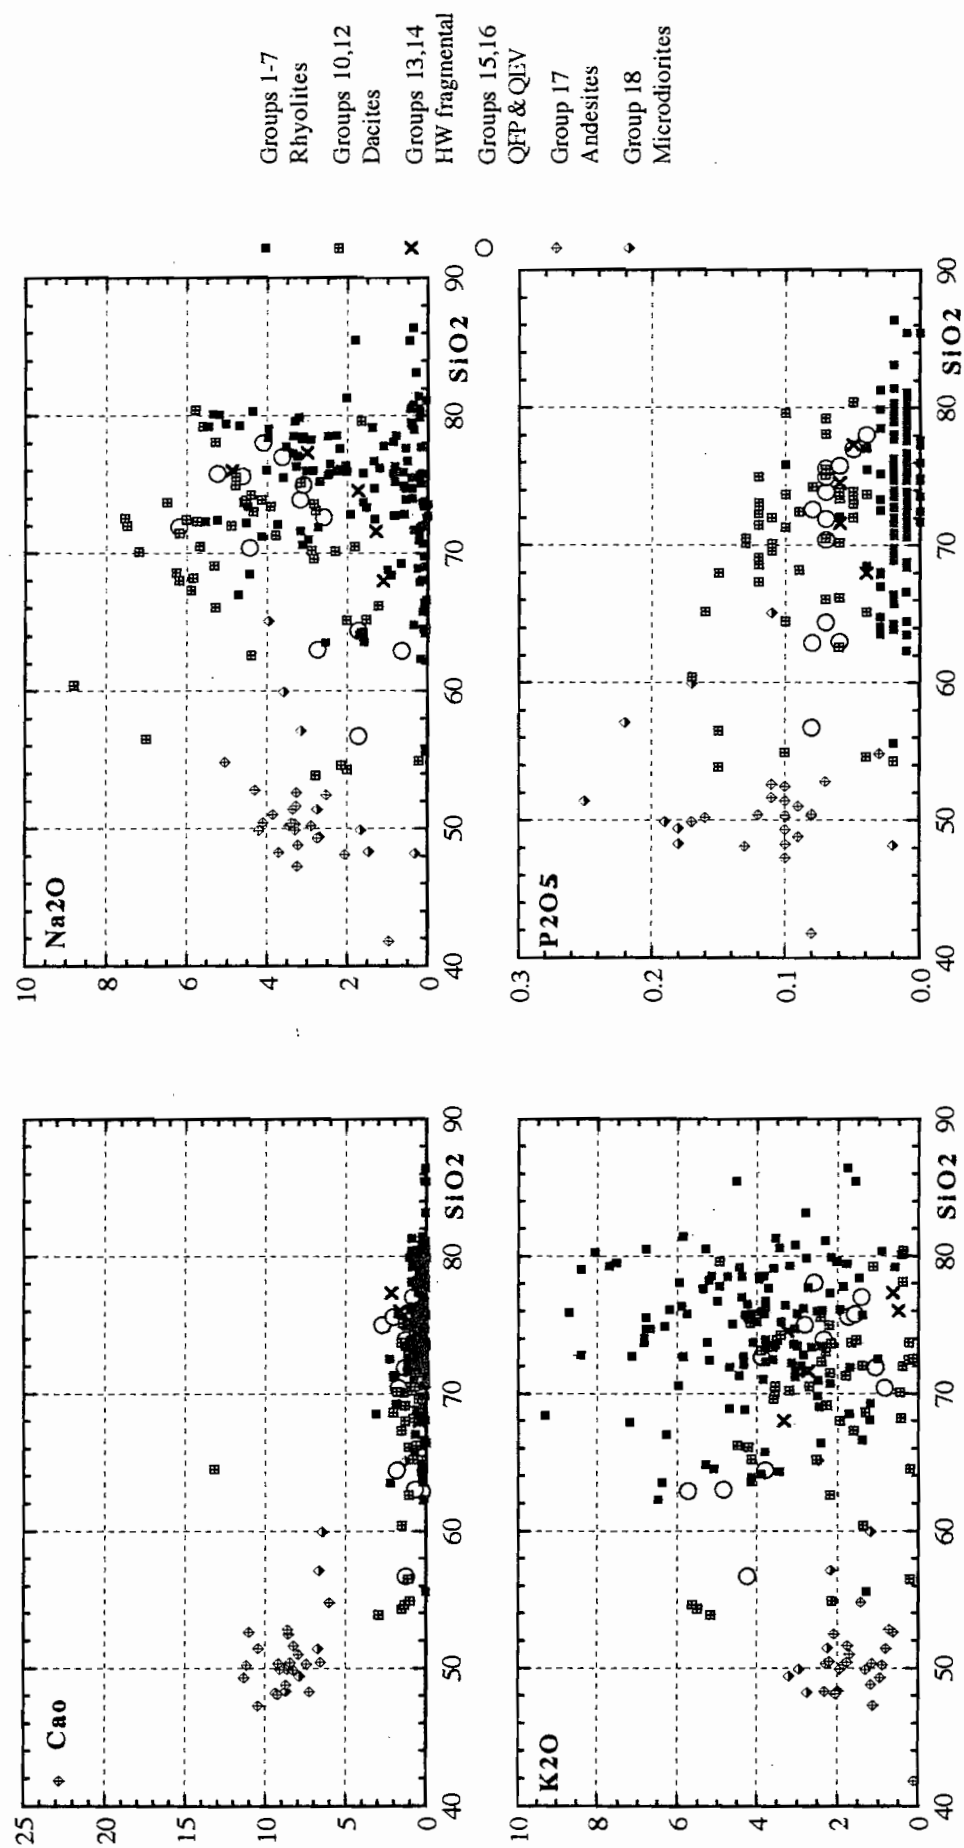 25
20
15
10
5
0
Cao
40
50
60
70
80
90
SiO2
10
8
6
4
2
0
Na2O
40
50
60
70
80
90
SiO2
10
8
6
4
2
0
K2O
40
50
60
70
80
90
SiO2
0.3
0.2
0.1
0.0
P2O5
40
50
60
70
80
90
SiO2
Groups 1-7
Rhyolites
Groups 10,12
Dacites
Groups 13,14
HW fragmental
Groups 15,16
QFP & QEV
Group 17
Andesites
Group 18
Microdiorites